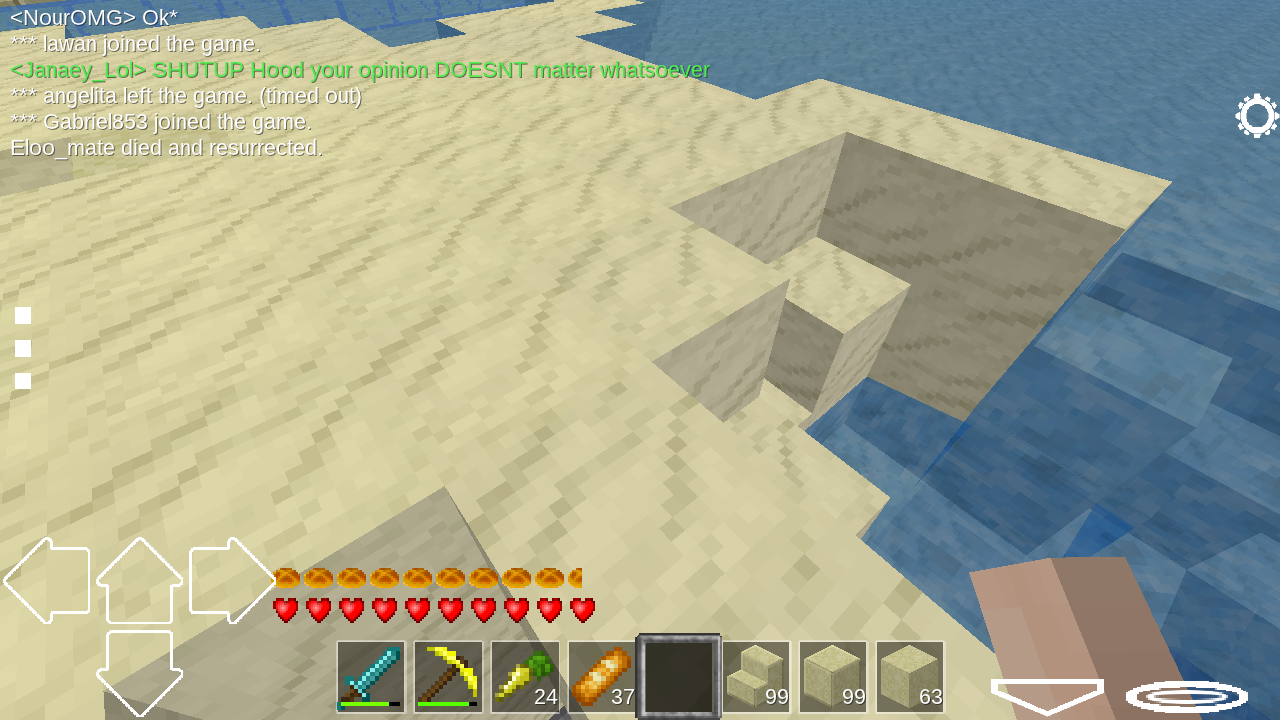 <NourOMG> Ok*
*** lawan joined the game.
<Janaey_Lol> SHUTUP Hood your opinion DOESNT matter whatsoever
*** angelita left the game. (timed out)
*** Gabriel853 joined the game.
Eloo_mate died and resurrected.
24 37 99 99 63